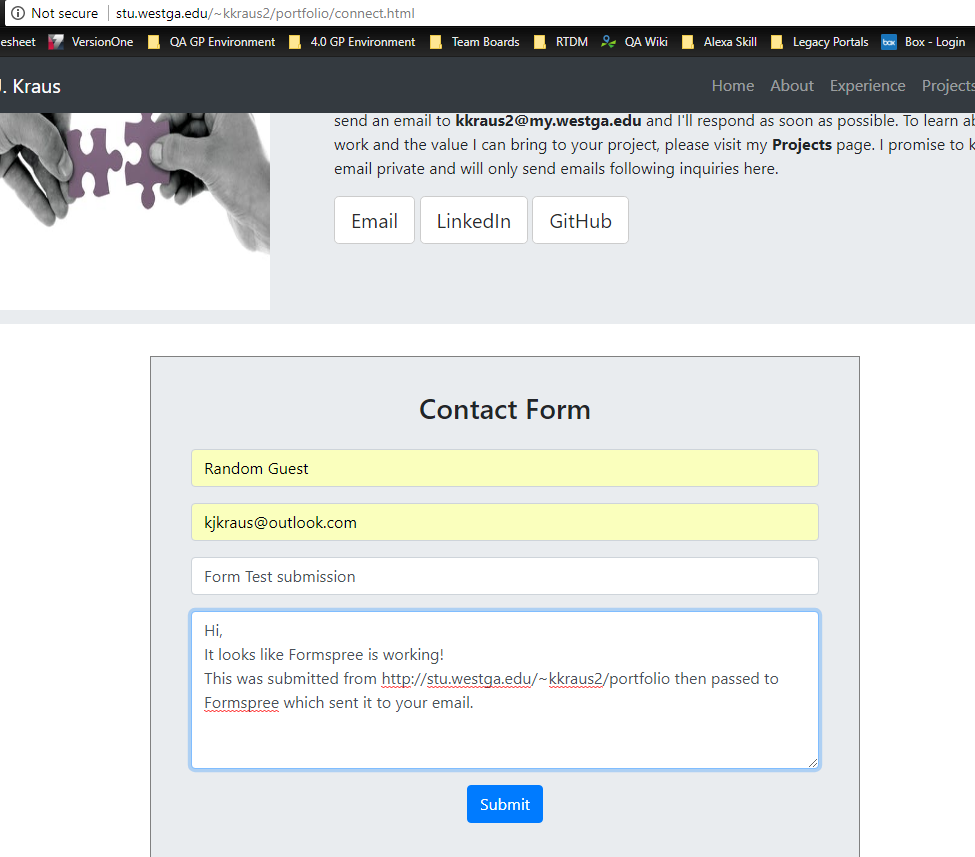 Not secure stu.westga.edu/~kkraus2/portfolio/connect.html
esheet VersionOne QA GP Environment 4.0 GP Environment Team Boards RTDM QA Wiki Alexa Skill Legacy Portals box Box - Login
J. Kraus Home About Experience Projects
send an email to kkraus2@my.westga.edu and I'll respond as soon as possible. To learn ab
work and the value I can bring to your project, please visit my Projects page. I promise to k
email private and will only send emails following inquiries here.
Email LinkedIn GitHub
Contact Form
Random Guest
kjkraus@outlook.com
Form Test submission
Hi,
It looks like Formspree is working!
This was submitted from http://stu.westga.edu/~kkraus2/portfolio then passed to
Formspree which sent it to your email.
Submit